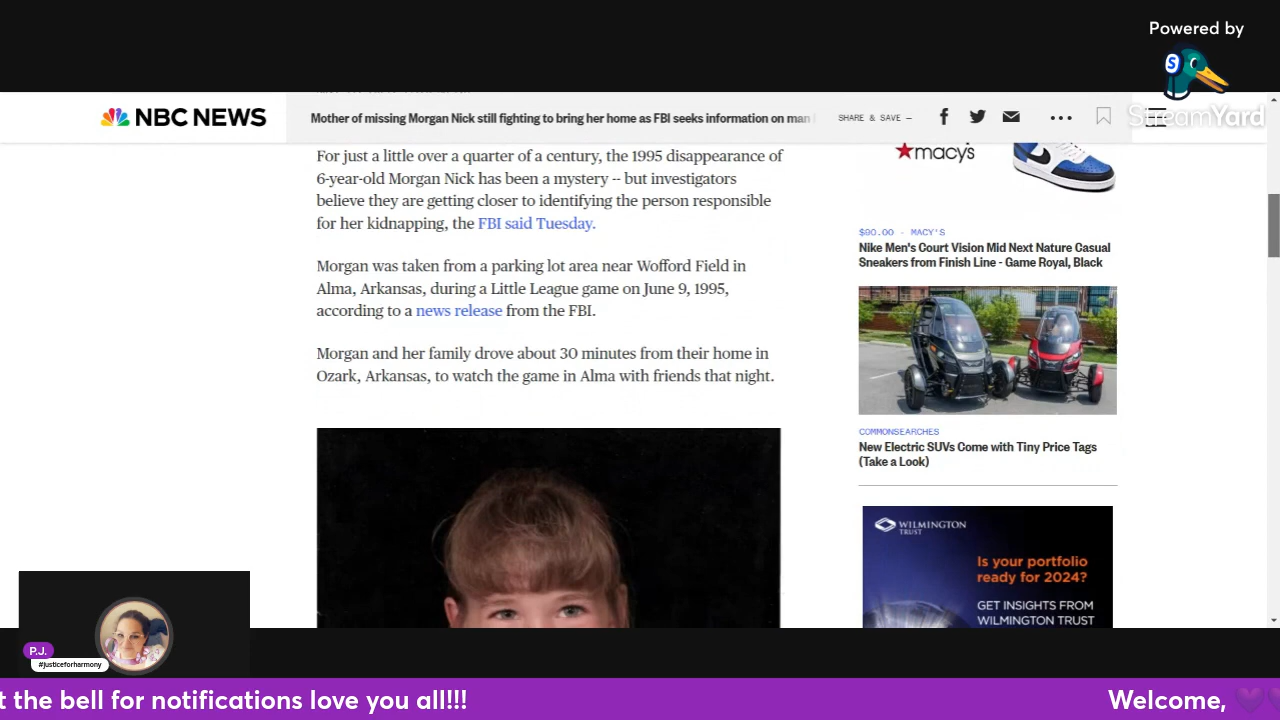 Powered by
S
StreamYard
NBC NEWS
Mother of missing Morgan Nick still fighting to bring her home as FBI seeks information on man
SHARE & SAVE —
For just a little over a quarter of a century, the 1995 disappearance of
6-year-old Morgan Nick has been a mystery -- but investigators
believe they are getting closer to identifying the person responsible
for her kidnapping, the FBI said Tuesday.
Morgan was taken from a parking lot area near Wofford Field in
Alma, Arkansas, during a Little League game on June 9, 1995,
according to a news release from the FBI.
Morgan and her family drove about 30 minutes from their home in
Ozark, Arkansas, to watch the game in Alma with friends that night.
macy's
$90.00 · MACY'S
Nike Men's Court Vision Mid Next Nature Casual
Sneakers from Finish Line - Game Royal, Black
COMMONSEARCHES
New Electric SUVs Come with Tiny Price Tags
(Take a Look)
WILMINGTON
TRUST
Is your portfolio
ready for 2024?
GET INSIGHTS FROM
WILMINGTON TRUST
P.J.
#justiceforharmony
t the bell for notifications love you all!!!
Welcome,